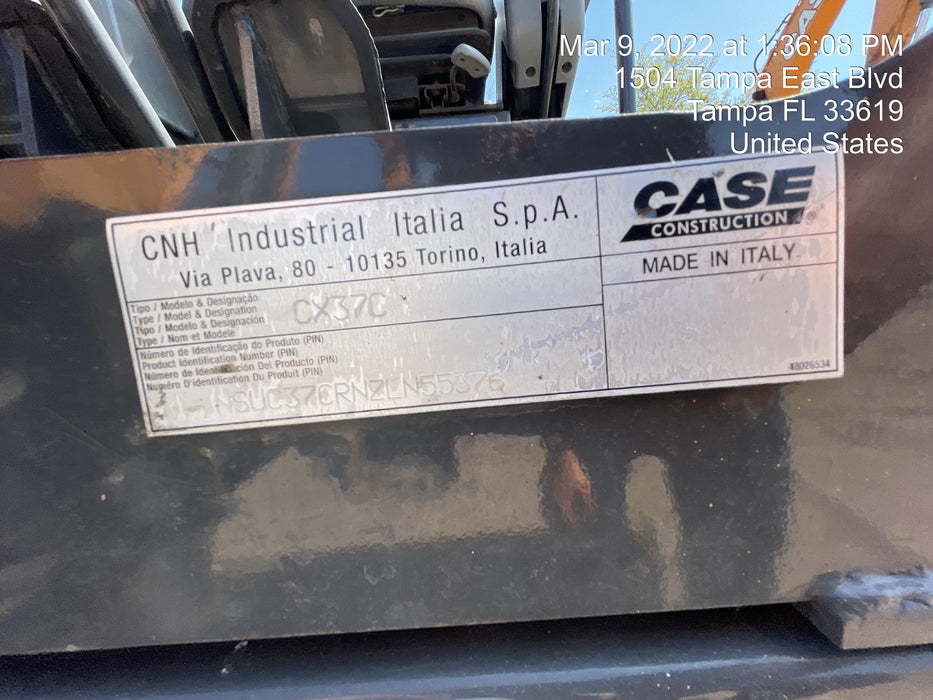 Mar 9, 2022 at 1:36:08 PM
1504 Tampa East Blvd
Tampa FL 33619
United States
CNH Industrial Italia S.p.A.
Via Plava, 80 - 10135 Torino, Italia
CASE
CONSTRUCTION
MADE IN ITALY
Tipo / Modelo & Designação
Type / Model & Designation
Tipo / Modelo & Designación
Type / Nom et Modele
CX37C
Número de Identificação do Produto (PIN)
Product Identification Number (PIN)
Número de Identificación Del Producto (PIN)
Numéro D'identification Du Produit (PIN)
NSUC37CRNZLN55376
48026534